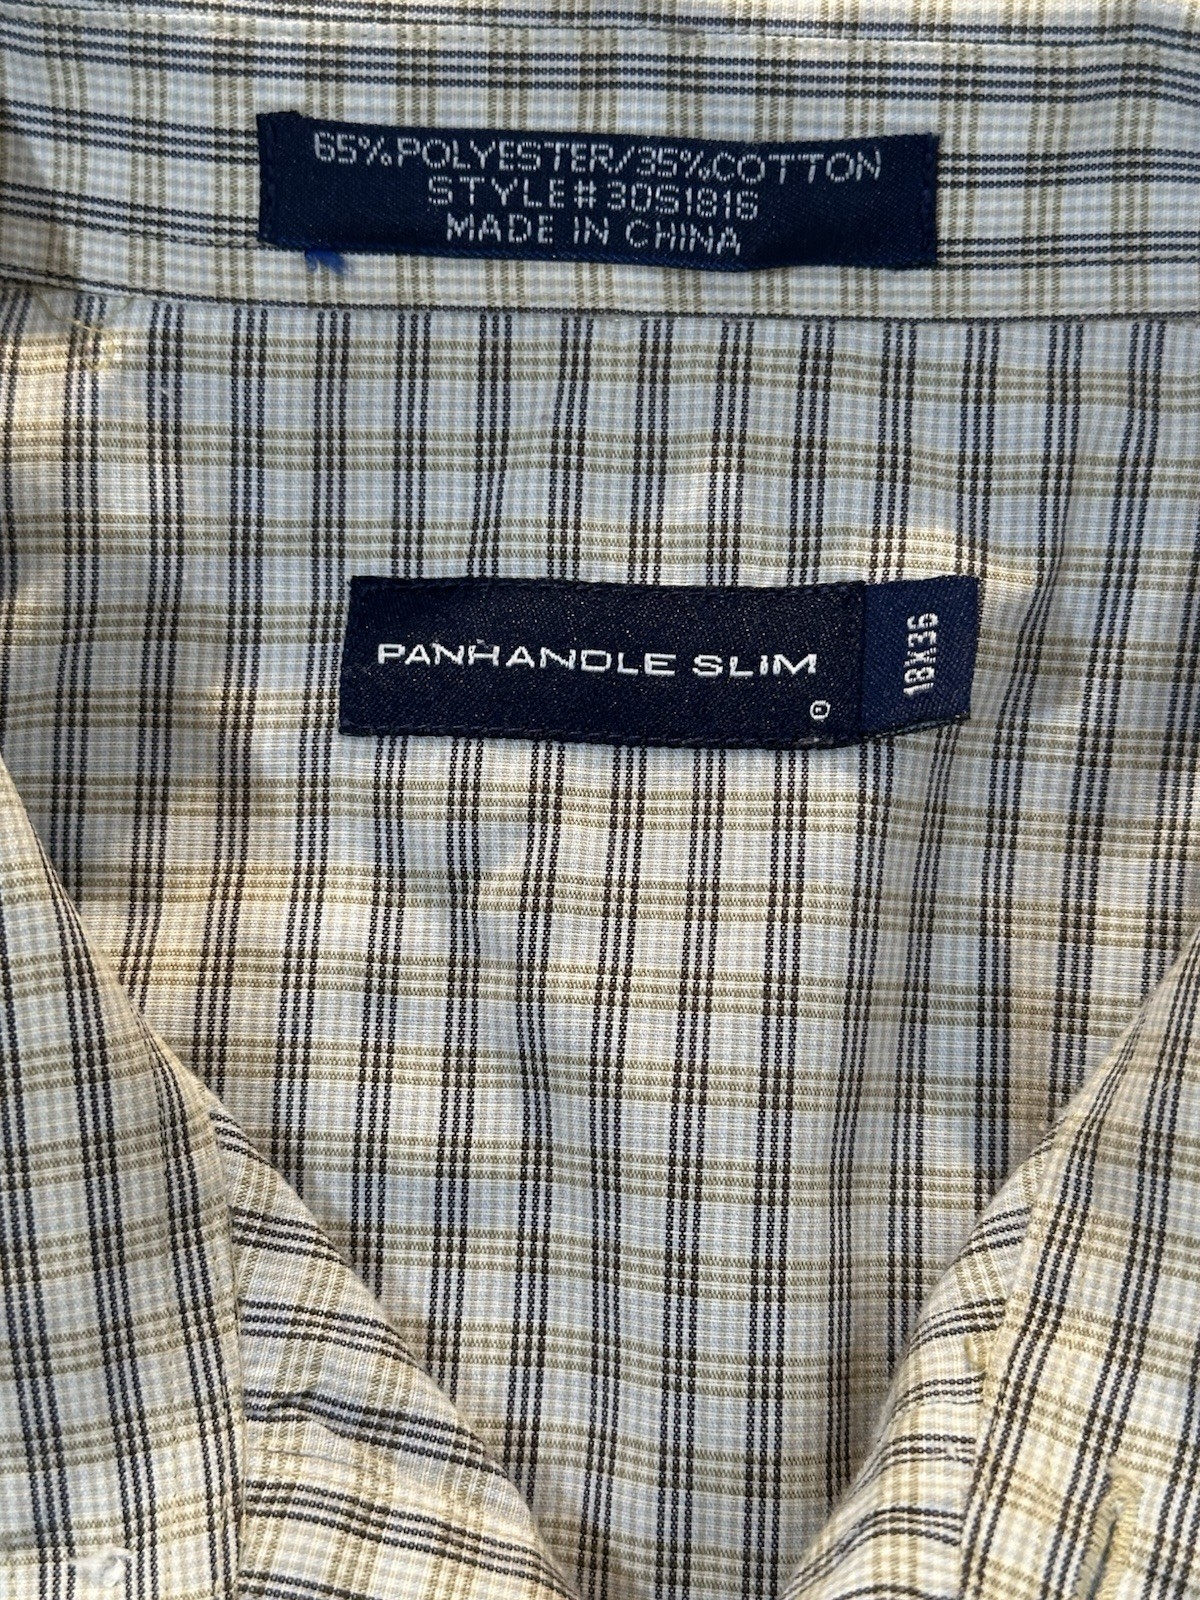 65%POLYESTER/35%COTTON
STYLE# 30S1816
MADE IN CHINA
PANHANDLE SLIM
®
18X36